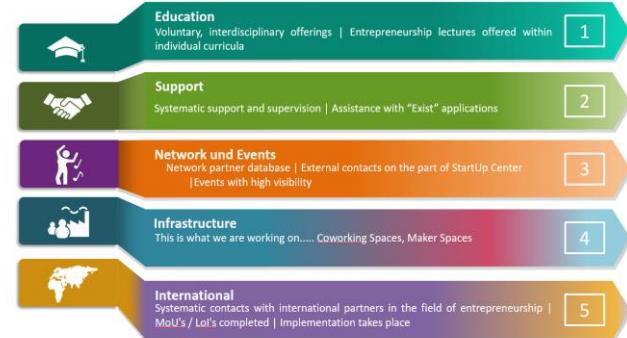 Education
Voluntary, interdisciplinary offerings | Entrepreneurship lectures offered within
individual curricula
1
Support
Systematic support and supervision | Assistance with “Exist” applications
2
Network und Events
Network partner database | External contacts on the part of StartUp Center
|Events with high visibility
3
Infrastructure
This is what we are working on..... Coworking Spaces, Maker Spaces
4
International
Systematic contacts with international partners in the field of entrepreneurship |
MoU's / LoI's completed | Implementation takes place
5